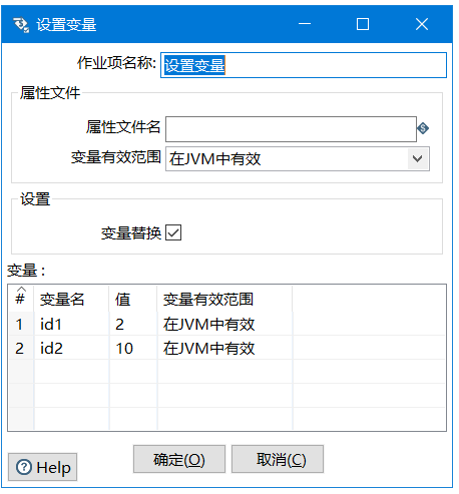 设置变量
作业项名称: 设置变量
属性文件
属性文件名
变量有效范围 在JVM中有效
设置
变量替换
变量 :
# 变量名 值 变量有效范围
1 id1 2 在JVM中有效
2 id2 10 在JVM中有效
Help 确定(O) 取消(C)